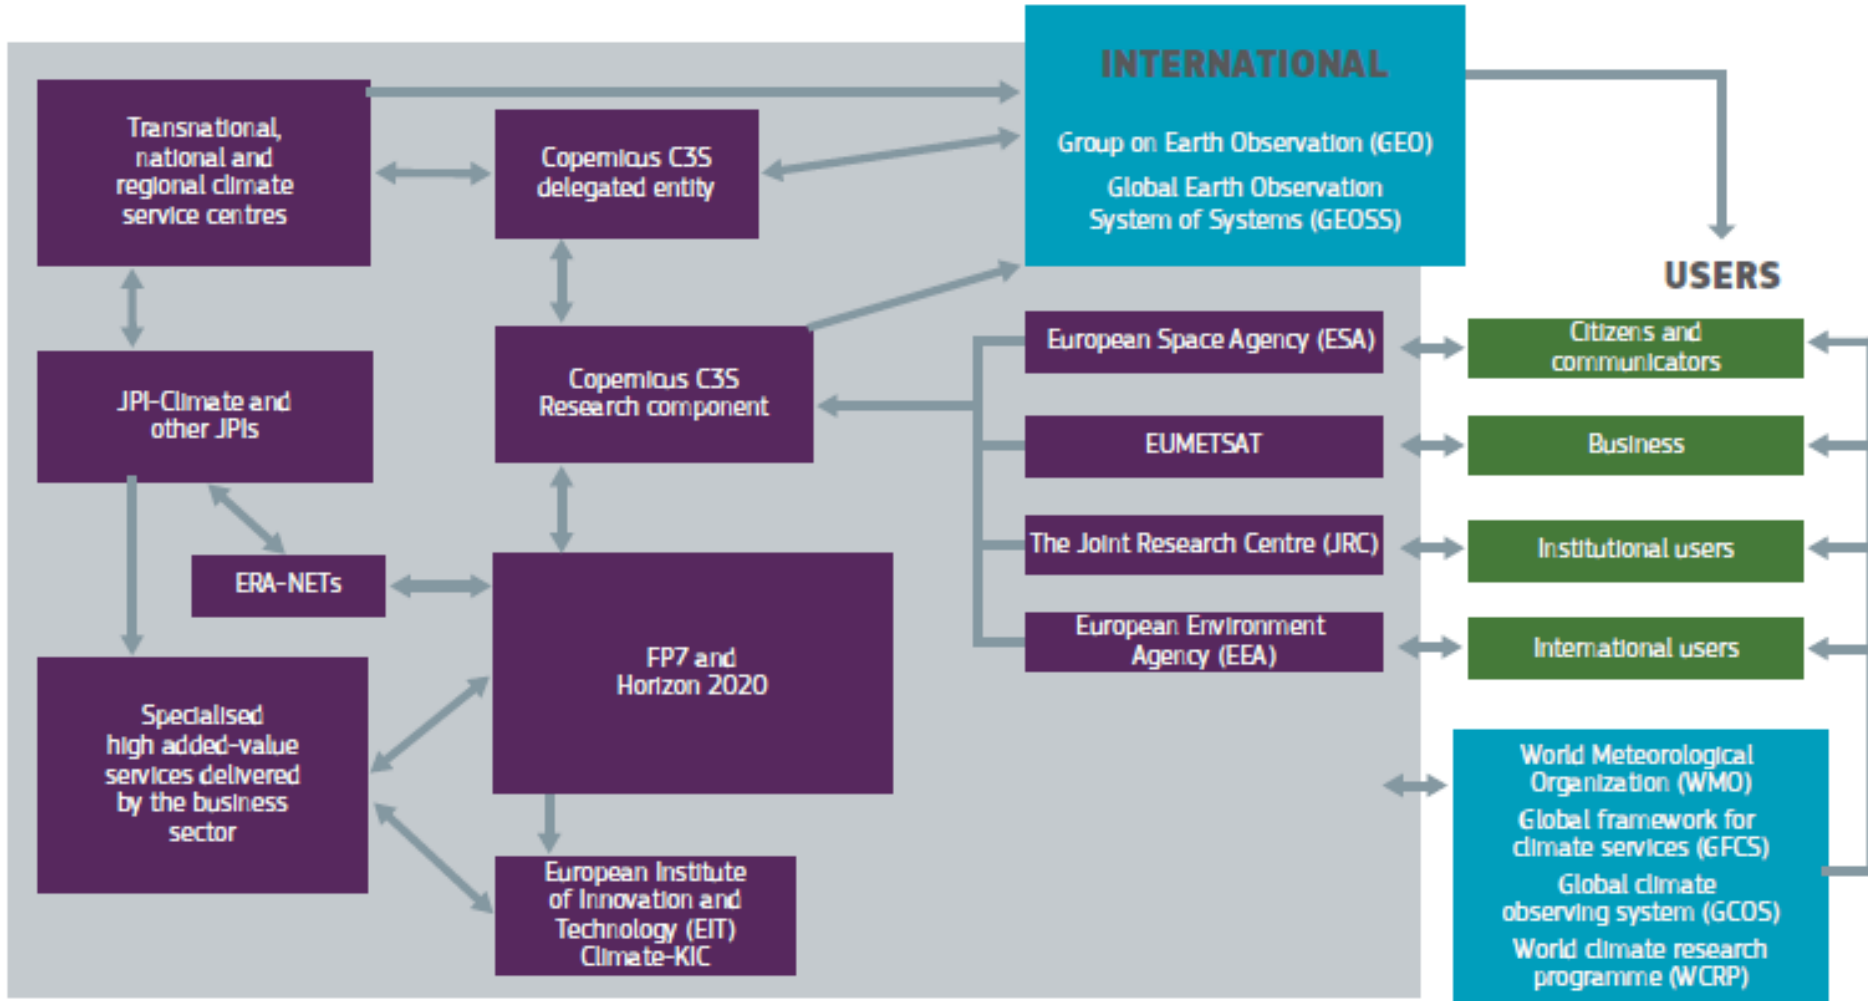 INTERNATIONAL
Group on Earth Observation (GEO)
Global Earth Observation
System of Systems (GEOSS)
Transnational,
national and
regional climate
service centres
Copernicus C3S
delegated entity
USERS
JPI-Climate and
other JPIs
Copernicus C3S
Research component
European Space Agency (ESA)
Citizens and
communicators
EUMETSAT
Business
The Joint Research Centre (JRC)
Institutional users
ERA-NETs
FP7 and
Horizon 2020
European Environment
Agency (EEA)
International users
Specialised
high added-value
services delivered
by the business
sector
European Institute
of Innovation and
Technology (EIT)
Climate-KIC
World Meteorological
Organization (WMO)
Global framework for
climate services (GFCS)
Global climate
observing system (GCOS)
World climate research
programme (WCRP)